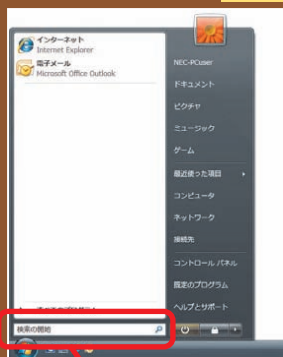 インターネット
Internet Explorer
電子メール
Microsoft Office Outlook
NEC-PCuser
ドキュメント
ピクチャ
ミュージック
ゲーム
最近使った項目
コンピュータ
ネットワーク
接続先
コントロール パネル
既定のプログラム
ヘルプとサポート
検索の開始